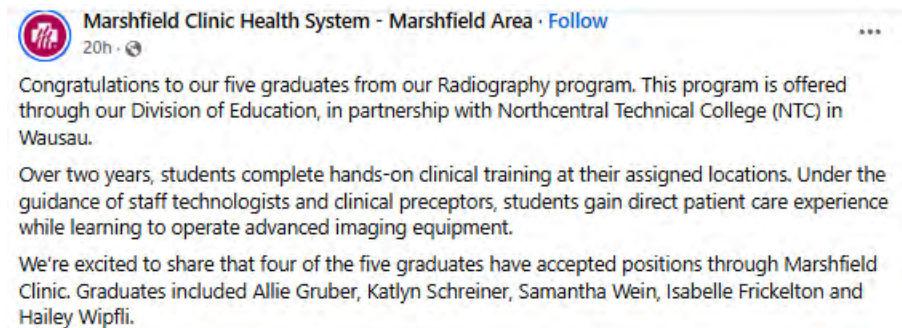 Marshfield Clinic Health System - Marshfield Area · Follow
20h ·
Congratulations to our five graduates from our Radiography program. This program is offered
through our Division of Education, in partnership with Northcentral Technical College (NTC) in
Wausau.
Over two years, students complete hands-on clinical training at their assigned locations. Under the
guidance of staff technologists and clinical preceptors, students gain direct patient care experience
while learning to operate advanced imaging equipment.
We're excited to share that four of the five graduates have accepted positions through Marshfield
Clinic. Graduates included Allie Gruber, Katlyn Schreiner, Samantha Wein, Isabelle Frickelton and
Hailey Wipfli.